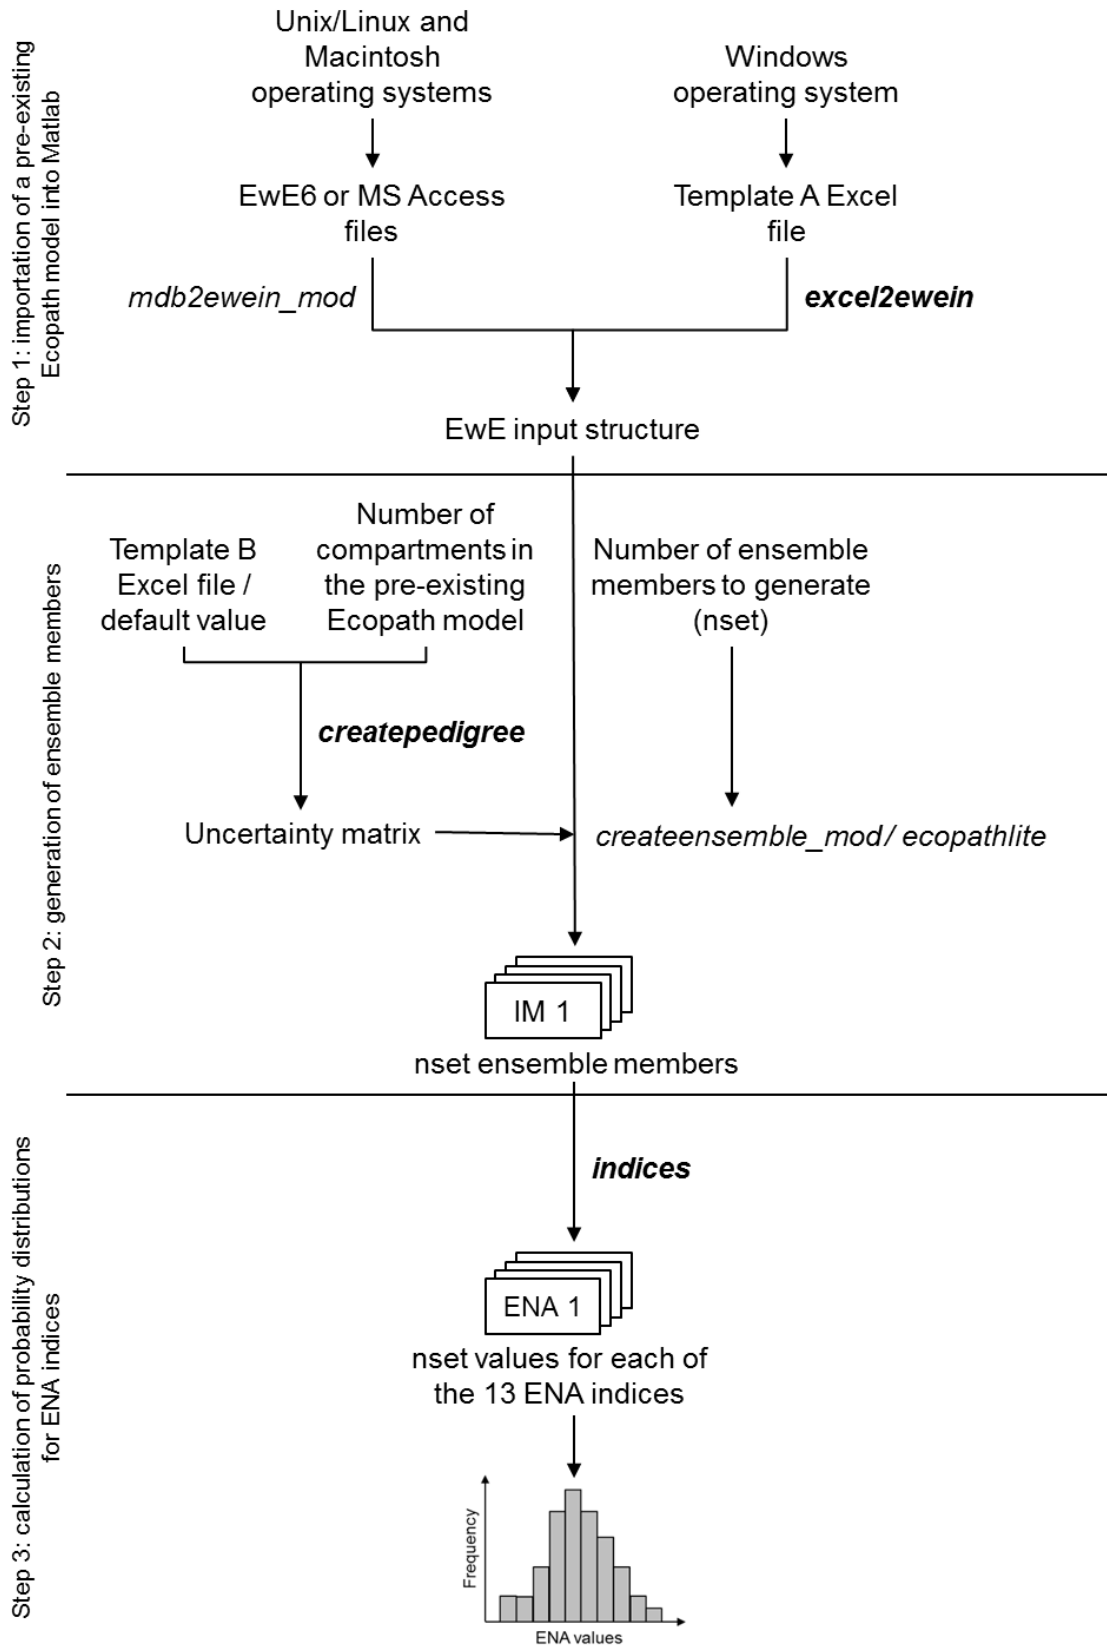 Step 1: importation of a pre-existing
Ecopath model into Matlab
Unix/Linux and
Macintosh
operating systems
Windows
operating system
EwE6 or MS Access
files
Template A Excel
file
mdb2ewein_mod
excel2ewein
EwE input structure
Step 2: generation of ensemble members
Template B
Excel file /
default value
Number of
compartments in
the pre-existing
Ecopath model
Number of ensemble
members to generate
(nset)
createpedigree
Uncertainty matrix
createensemble_mod/ ecopathlite
IM 1
nset ensemble members
Step 3: calculation of probability distributions
for ENA indices
indices
ENA 1
nset values for each of
the 13 ENA indices
Frequency
ENA values